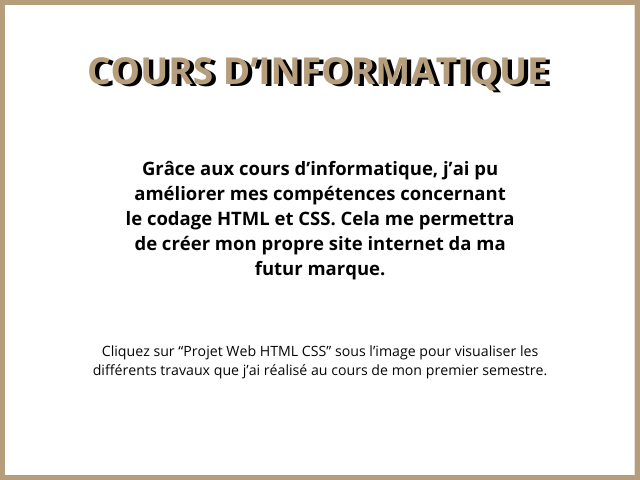 COURS D’INFORMATIQUE
Grâce aux cours d’informatique, j’ai pu
améliorer mes compétences concernant
le codage HTML et CSS. Cela me permettra
de créer mon propre site internet da ma
futur marque.
Cliquez sur “Projet Web HTML CSS” sous l’image pour visualiser les
différents travaux que j’ai réalisé au cours de mon premier semestre.